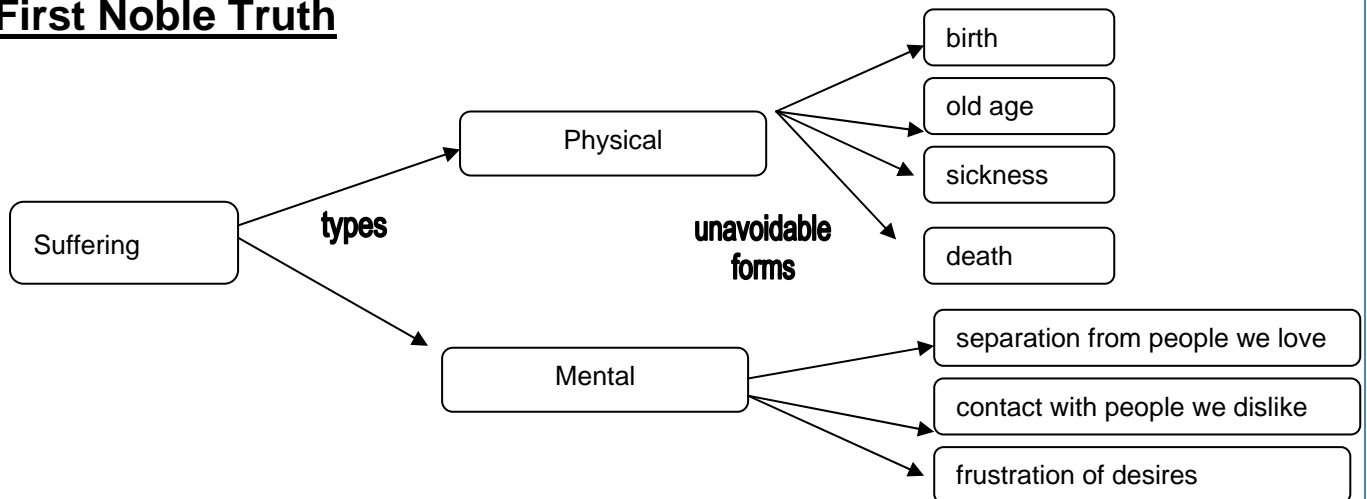 First Noble Truth
birth
old age
Physical
sickness
types
unavoidable
forms
Suffering
death
separation from people we love
Mental
contact with people we dislike
frustration of desires